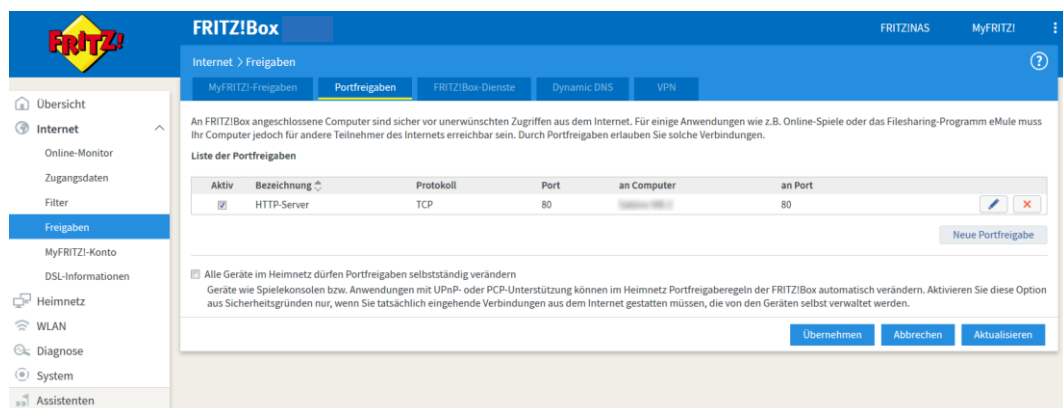 FRITZ!
FRITZ!Box
FRITZ!NAS
MyFRITZ!
Internet > Freigaben
MyFRITZ!-Freigaben
Portfreigaben
FRITZ!Box-Dienste
Dynamic DNS
VPN
Übersicht
Internet
Online-Monitor
Zugangsdaten
Filter
Freigaben
MyFRITZ!-Konto
DSL-Informationen
Heimnetz
WLAN
Diagnose
System
Assistenten
An FRITZ!Box angeschlossene Computer sind sicher vor unerwünschten Zugriffen aus dem Internet. Für einige Anwendungen wie z.B. Online-Spiele oder das Filesharing-Programm eMule muss
Ihr Computer jedoch für andere Teilnehmer des Internets erreichbar sein. Durch Portfreigaben erlauben Sie solche Verbindungen.
Liste der Portfreigaben
Aktiv Bezeichnung Protokoll Port an Computer an Port
HTTP-Server TCP 80 80
Neue Portfreigabe
Alle Geräte im Heimnetz dürfen Portfreigaben selbstständig verändern
Geräte wie Spielekonsolen bzw. Anwendungen mit UPnP- oder PCP-Unterstützung können im Heimnetz Portfreigaberegeln der FRITZ!Box automatisch verändern. Aktivieren Sie diese Option
aus Sicherheitsgründen nur, wenn Sie tatsächlich eingehende Verbindungen aus dem Internet gestatten müssen, die von den Geräten selbst verwaltet werden.
Übernehmen
Abbrechen
Aktualisieren